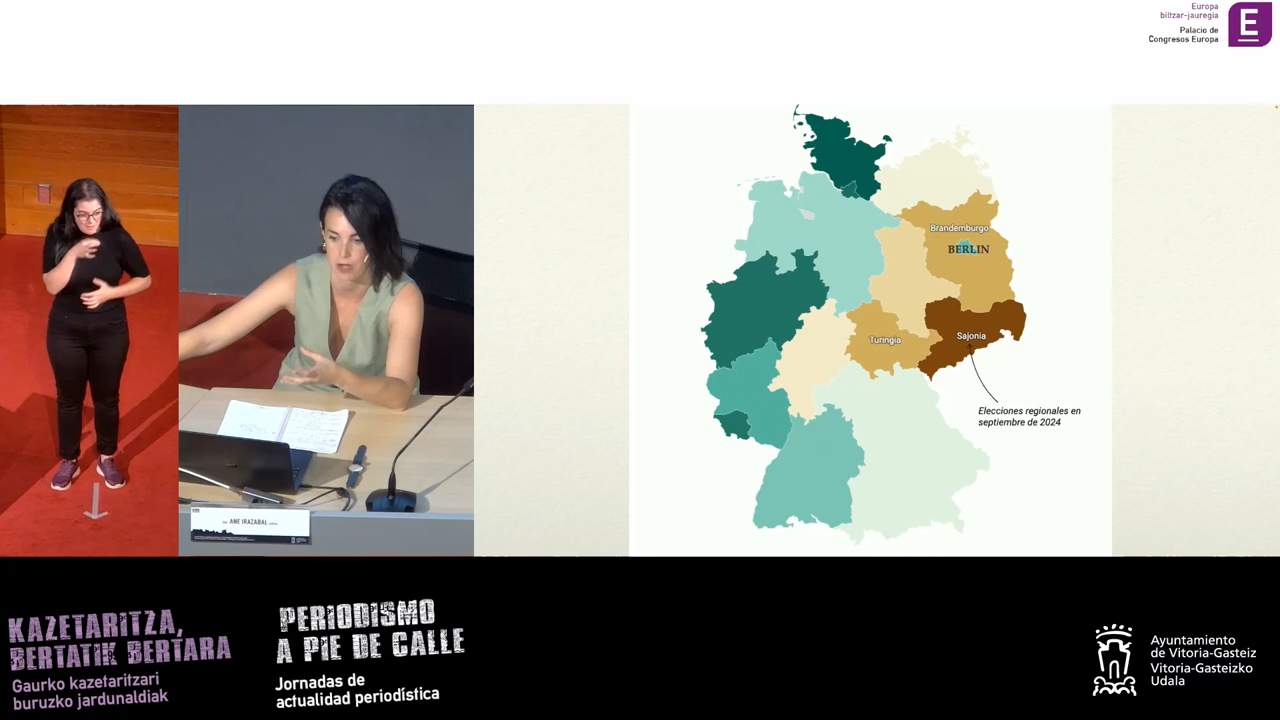 Europa
biltzar-jauregia
Palacio de
Congresos Europa
E
Brandemburgo
BERLIN
Turingia
Sajonia
Elecciones regionales en
septiembre de 2024
ANE IRAZABAL
KAZETARITZA,
BERTATIK BERTARA
Gaurko kazetaritzari
buruzko jardunaldiak
PERIODISMO
A PIE DE CALLE
Jornadas de
actualidad periodística
Ayuntamiento
de Vitoria-Gasteiz
Vitoria-Gasteizko
Udala